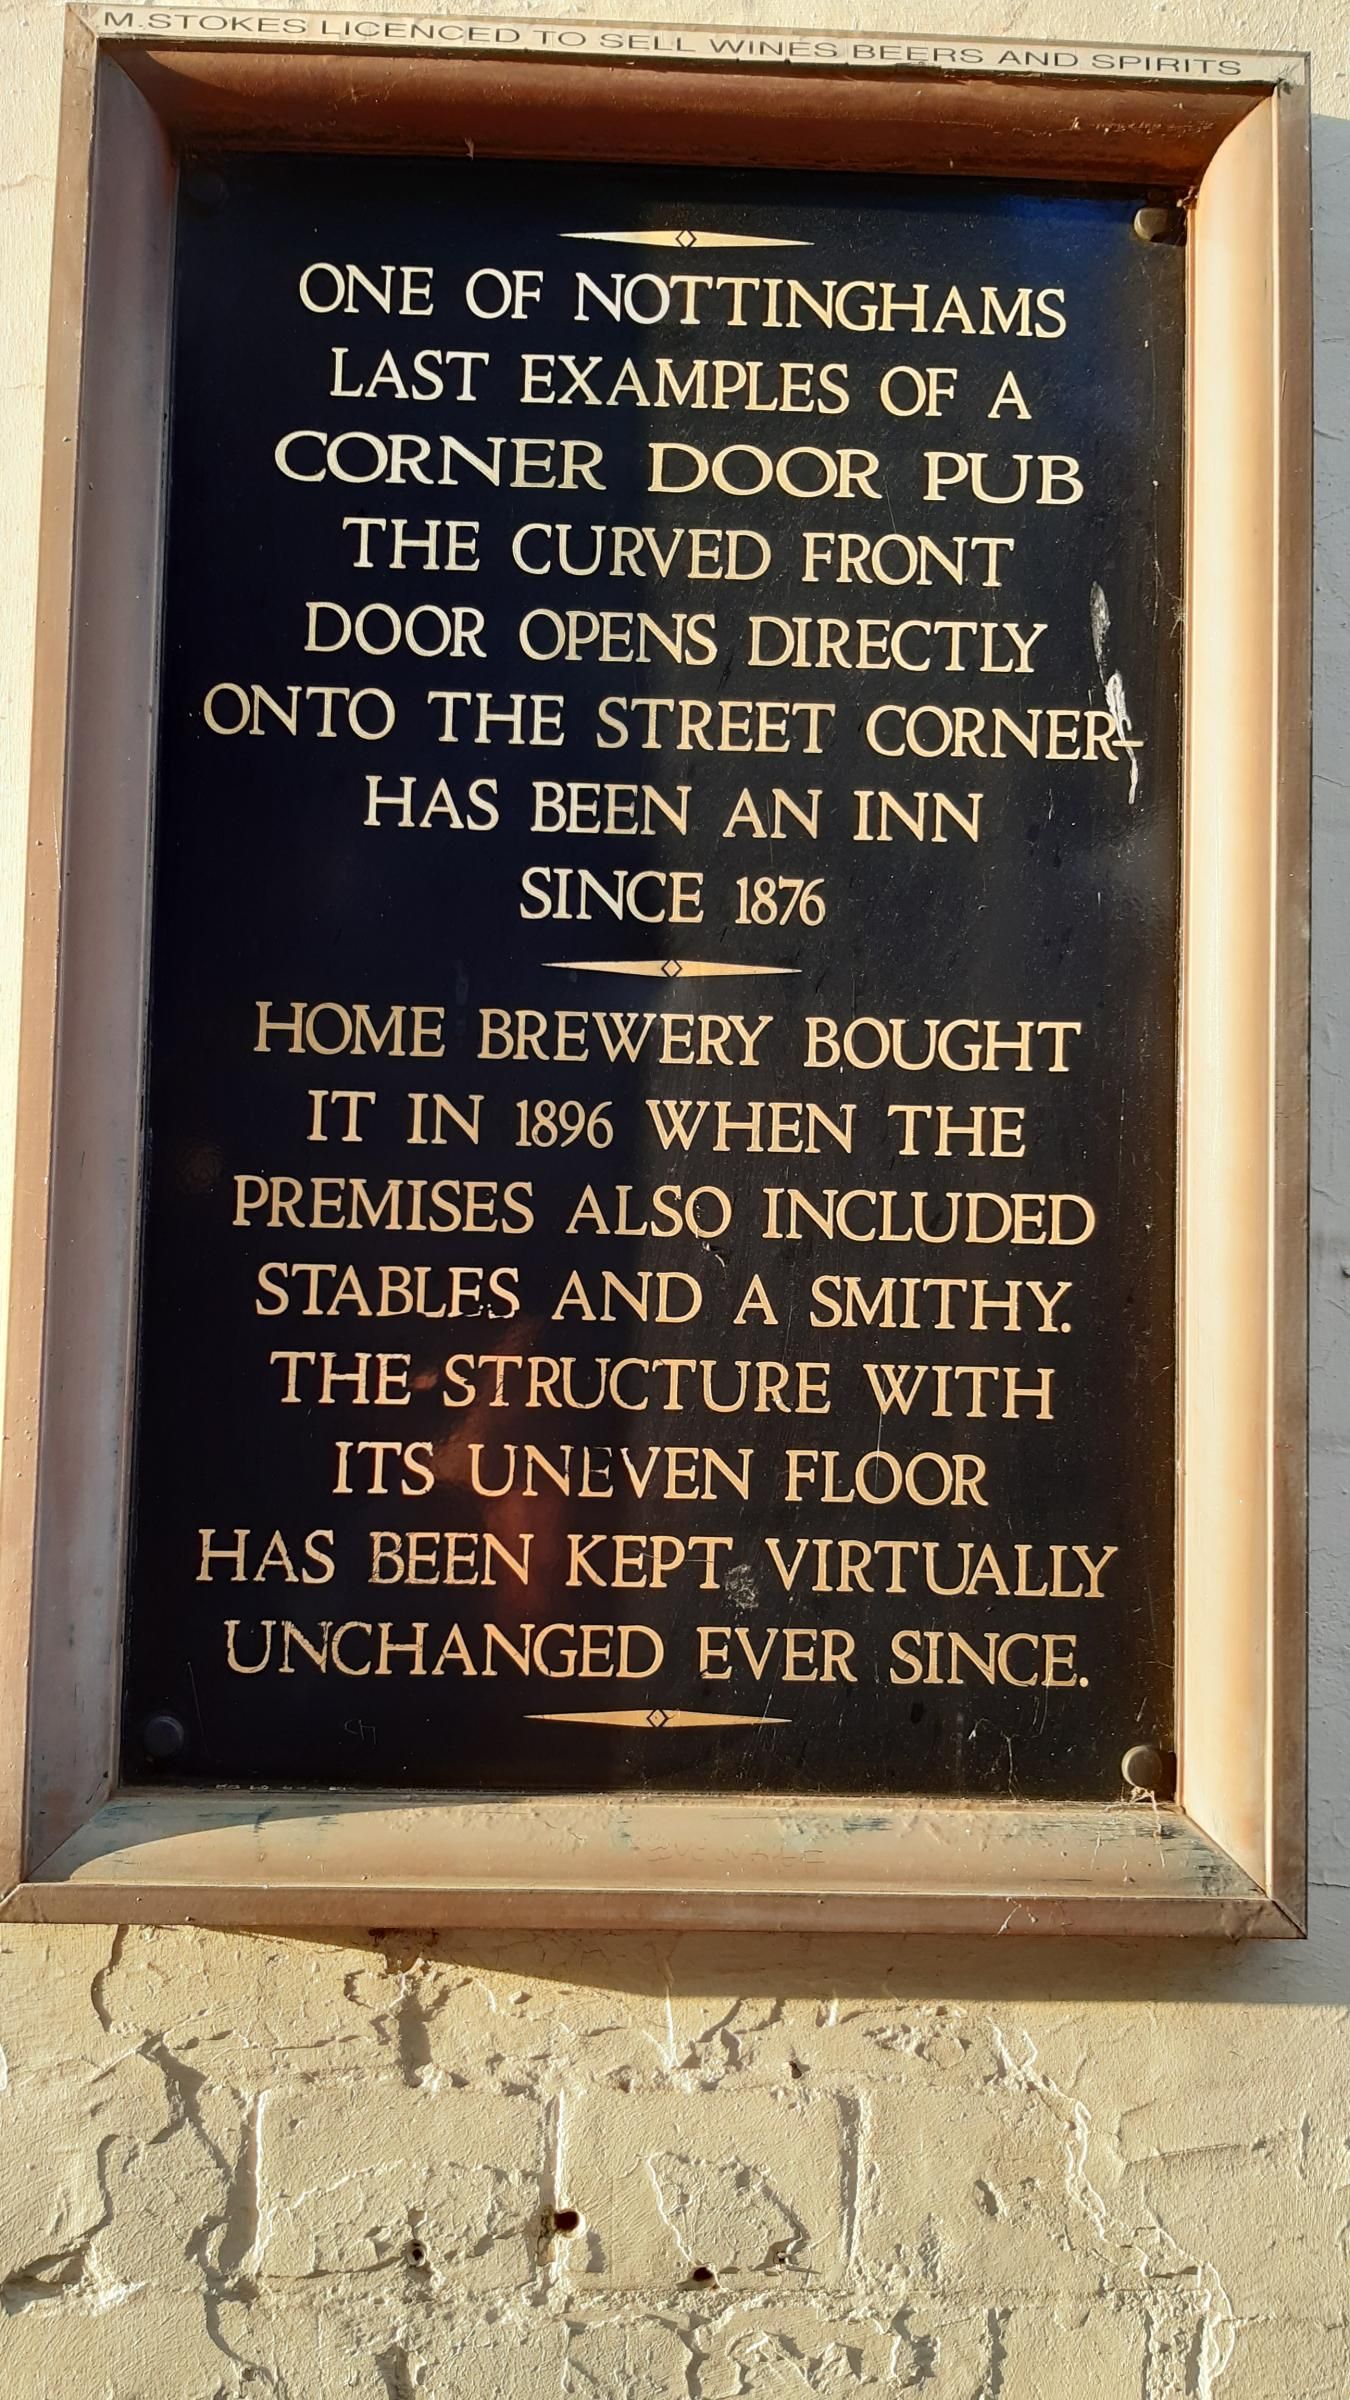 M.STOKES LICENCED TO SELL WINES BEERS AND SPIRITS
ONE OF NOTTINGHAMS
LAST EXAMPLES OF A
CORNER DOOR PUB
THE CURVED FRONT
DOOR OPENS DIRECTLY
ONTO THE STREET CORNER-
HAS BEEN AN INN
SINCE 1876
HOME BREWERY BOUGHT
IT IN 1896 WHEN THE
PREMISES ALSO INCLUDED
STABLES AND A SMITHY.
THE STRUCTURE WITH
ITS UNEVEN FLOOR
HAS BEEN KEPT VIRTUALLY
UNCHANGED EVER SINCE.